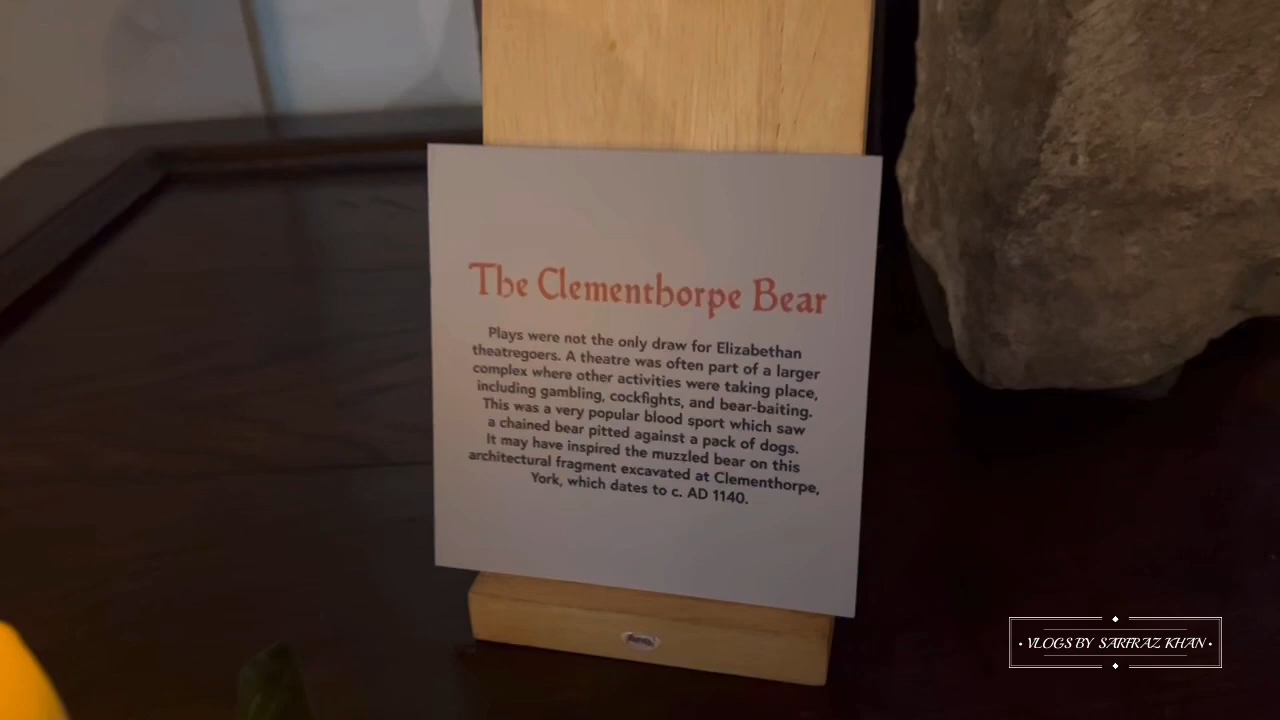 The Clementhorpe Bear
Plays were not the only draw for Elizabethan
theatregoers. A theatre was often part of a larger
complex where other activities were taking place,
including gambling, cockfights, and bear-baiting.
This was a very popular blood sport which saw
a chained bear pitted against a pack of dogs.
It may have inspired the muzzled bear on this
architectural fragment excavated at Clementhorpe,
York, which dates to c. AD 1140.
VLOGS BY SARFRAZ KHAN